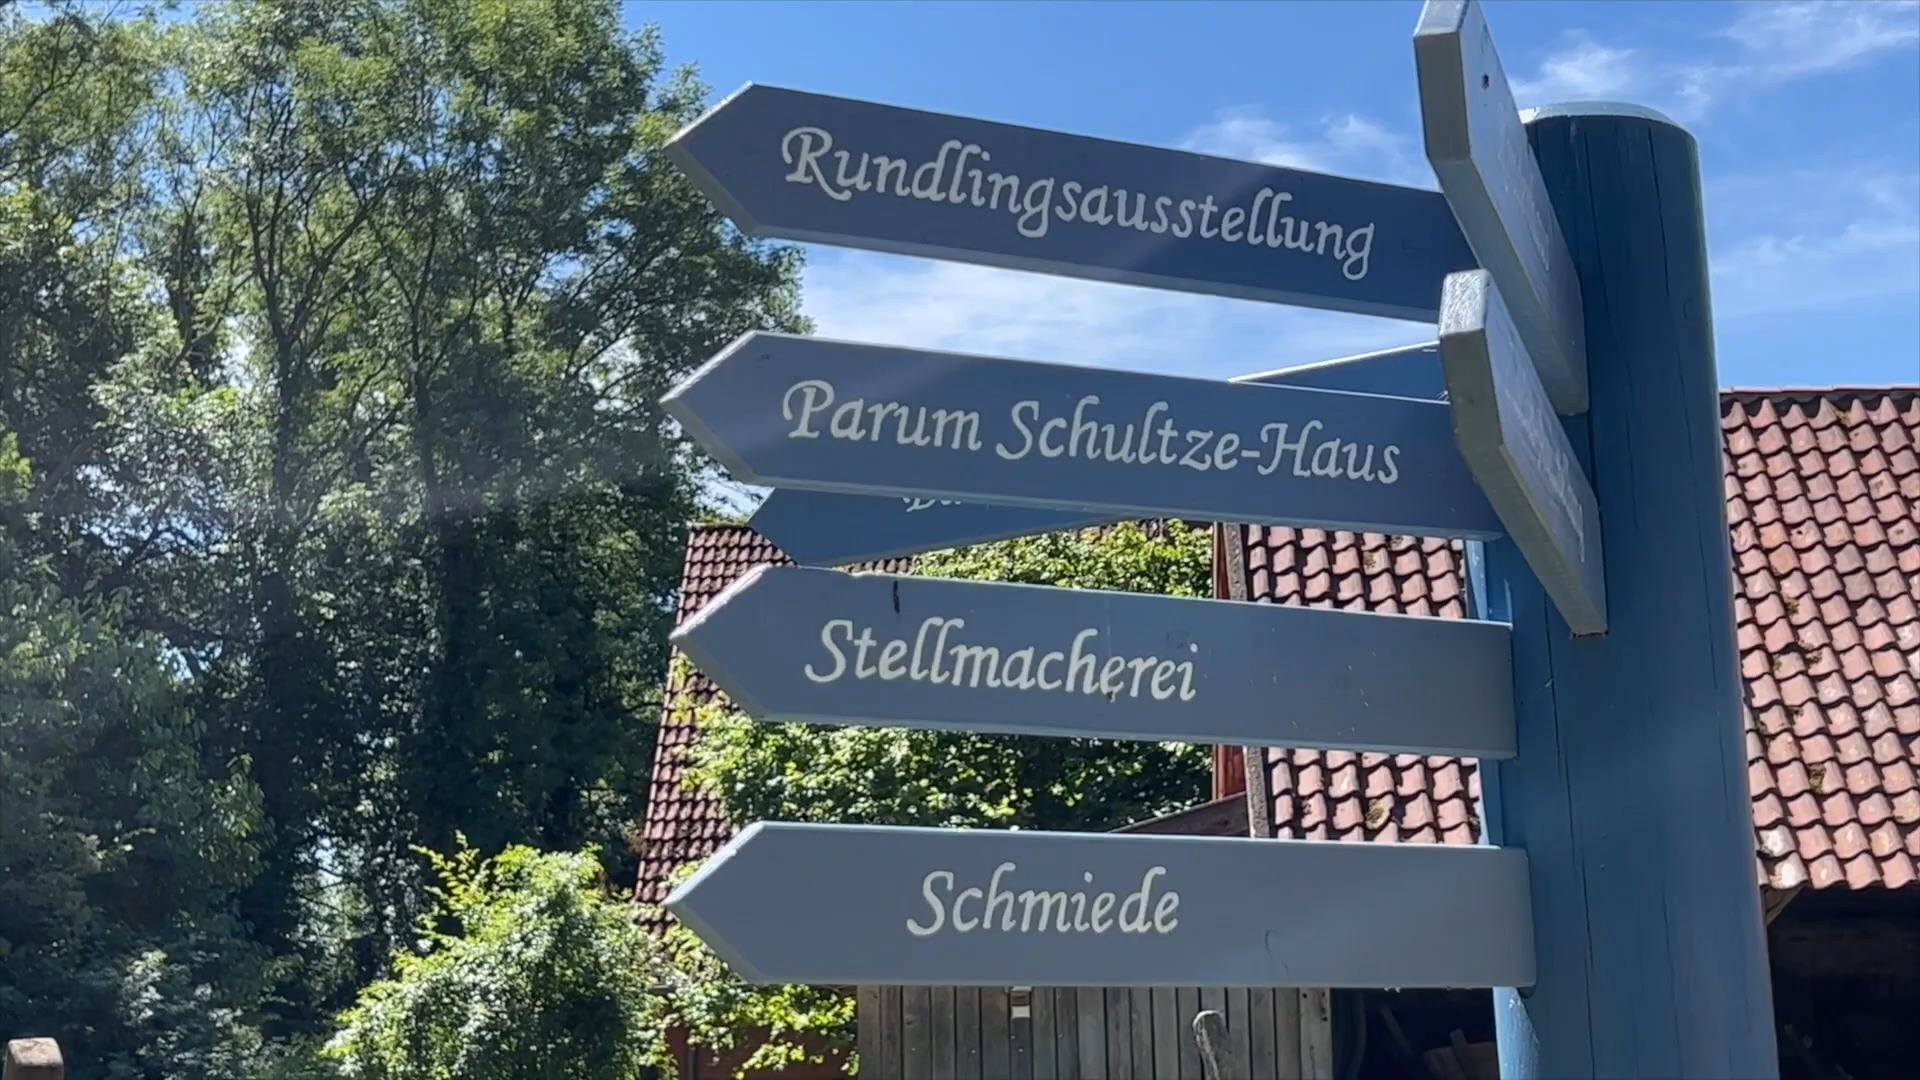 Rundlingsausstellung
Parum Schultze-Haus
Stellmacherei
Schmiede